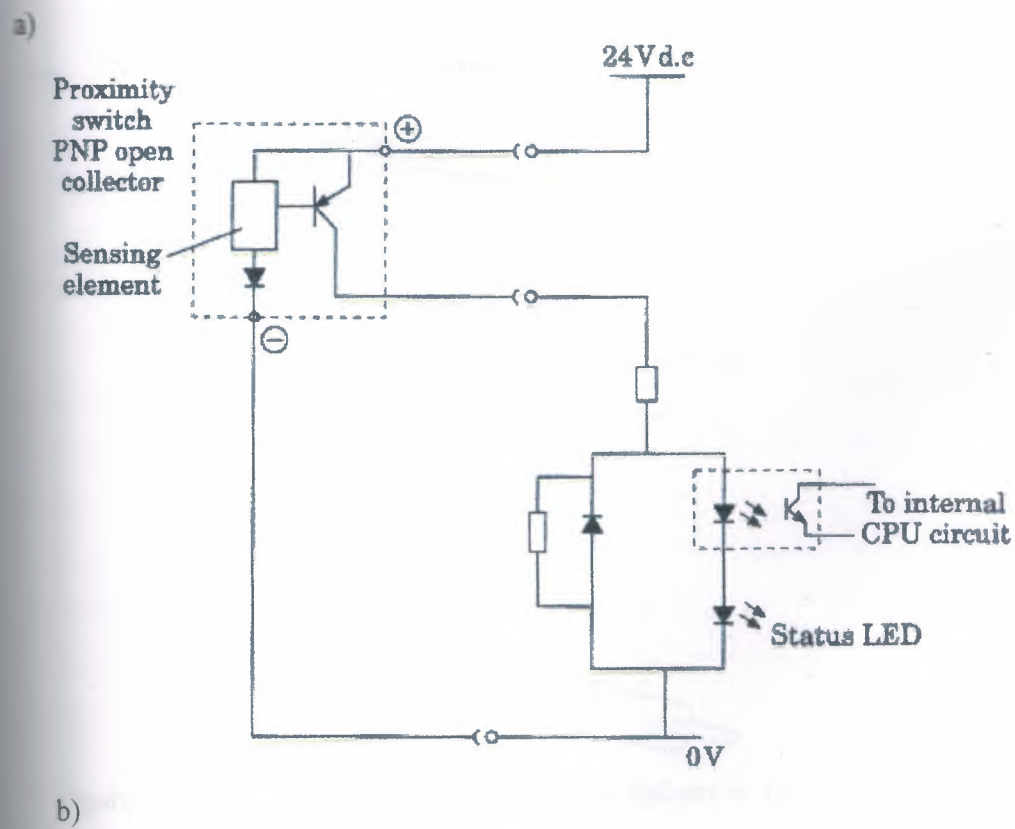 a)
24Vd.c
Proximity
switch
PNP open
collector
+
Sensing
element
−
To internal
CPU circuit
Status LED
0V
b)